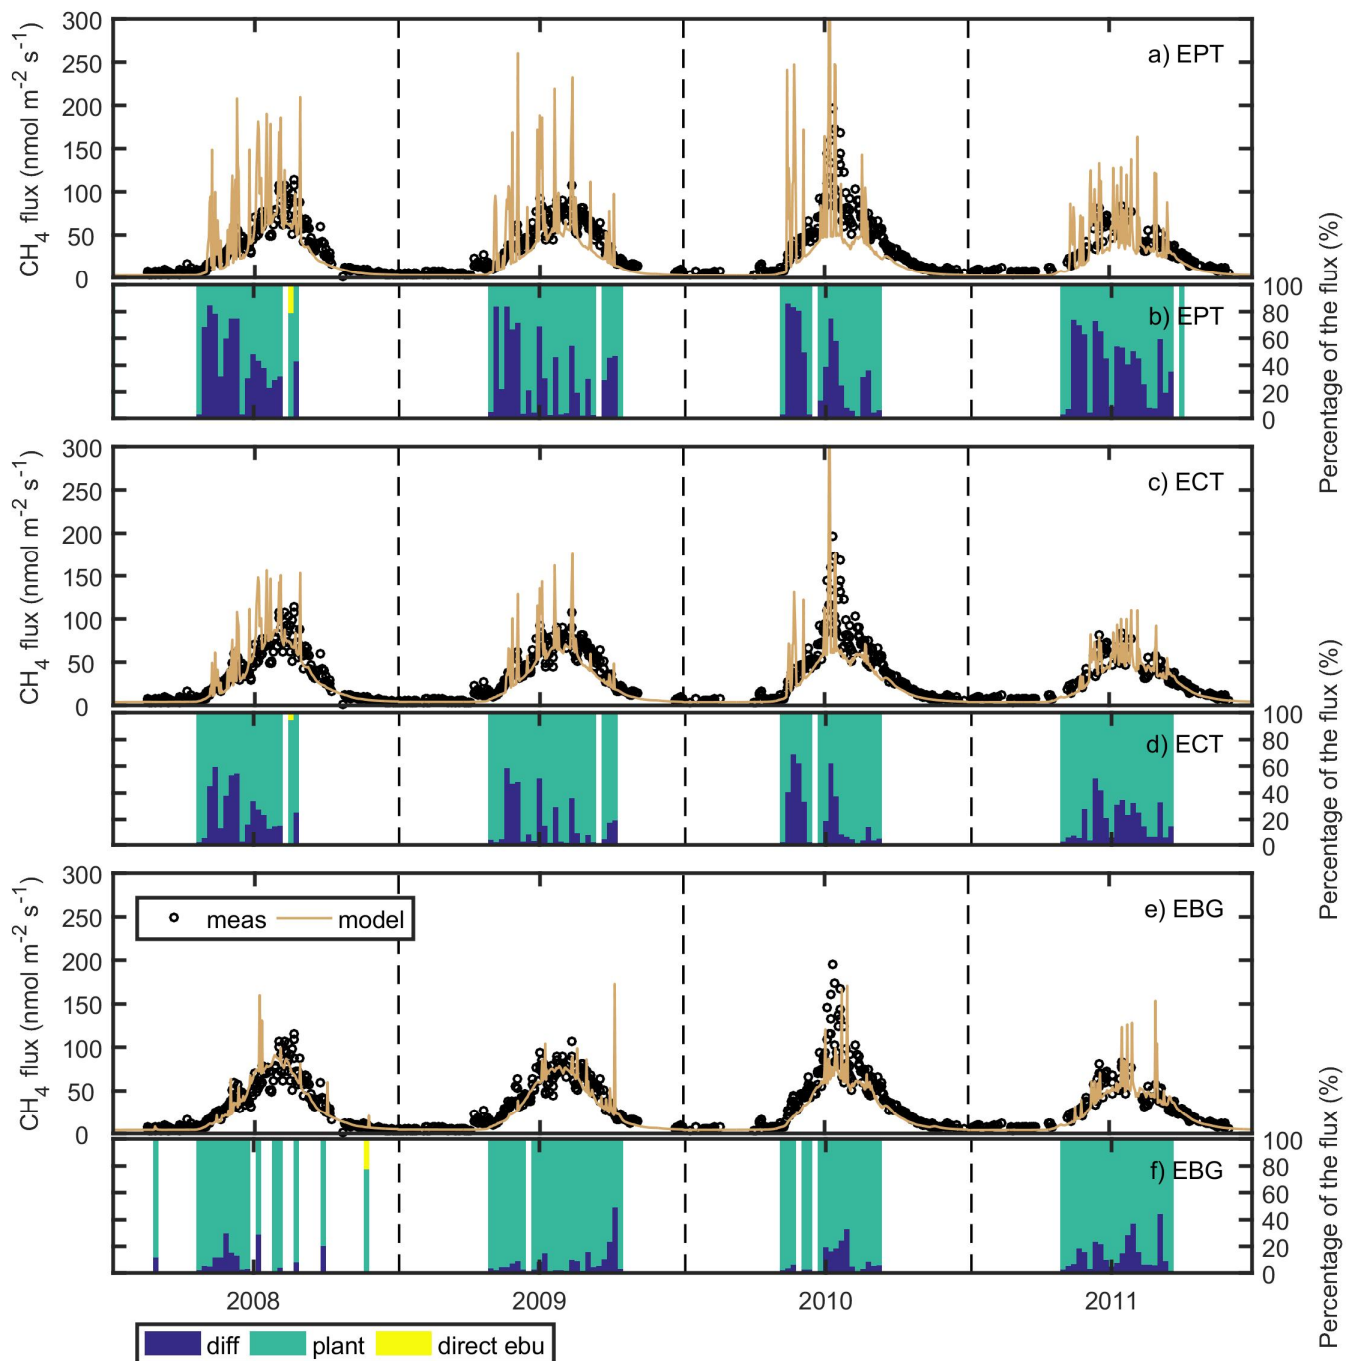 300
250
200
150
100
50
0
CH4 flux (nmol m-2 s-1)
a) EPT
100
80
60
40
20
0
Percentage of the flux (%)
b) EPT
300
250
200
150
100
50
0
CH4 flux (nmol m-2 s-1)
c) ECT
100
80
60
40
20
0
Percentage of the flux (%)
d) ECT
300
250
200
150
100
50
0
CH4 flux (nmol m-2 s-1)
meas model
e) EBG
100
80
60
40
20
0
Percentage of the flux (%)
f) EBG
2008 2009 2010 2011
diff plant direct ebu